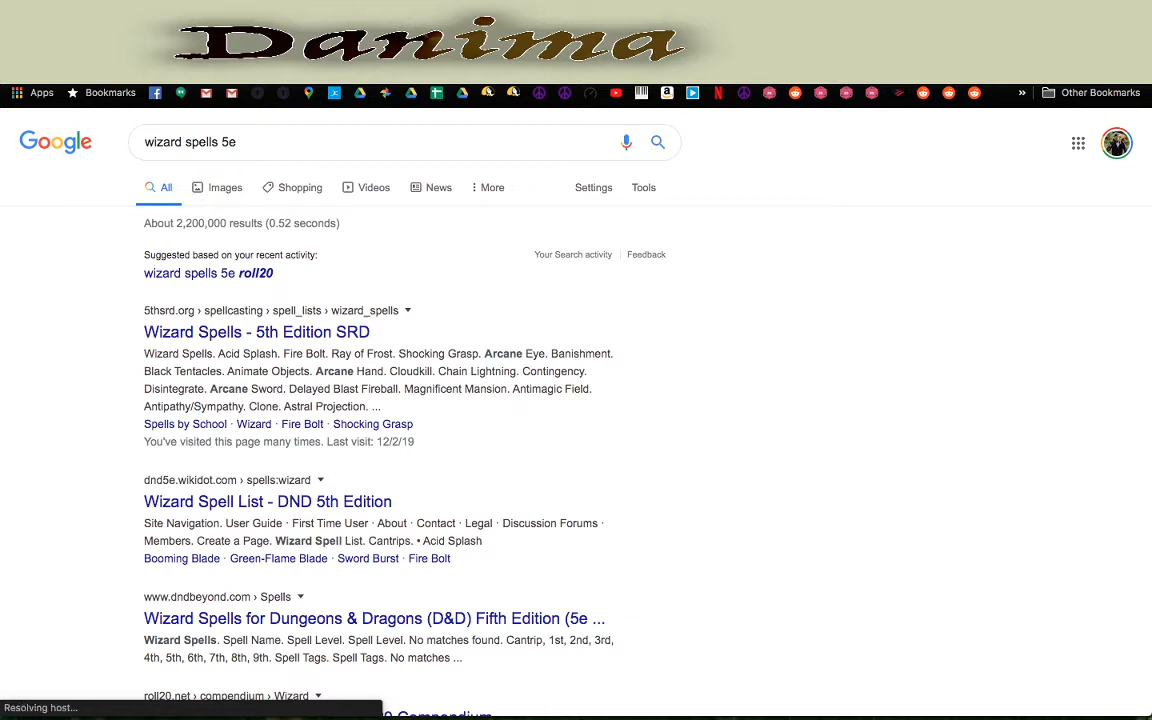 Danima
Apps Bookmarks » Other Bookmarks
Google wizard spells 5e
All Images Shopping Videos News More Settings Tools
About 2,200,000 results (0.52 seconds)
Suggested based on your recent activity: Your Search activity Feedback
wizard spells 5e roll20
5thsrd.org › spellcasting › spell_lists › wizard_spells
Wizard Spells - 5th Edition SRD
Wizard Spells. Acid Splash. Fire Bolt. Ray of Frost. Shocking Grasp. Arcane Eye. Banishment.
Black Tentacles. Animate Objects. Arcane Hand. Cloudkill. Chain Lightning. Contingency.
Disintegrate. Arcane Sword. Delayed Blast Fireball. Magnificent Mansion. Antimagic Field.
Antipathy/Sympathy. Clone. Astral Projection. ...
Spells by School · Wizard · Fire Bolt · Shocking Grasp
You've visited this page many times. Last visit: 12/2/19
dnd5e.wikidot.com › spells:wizard
Wizard Spell List - DND 5th Edition
Site Navigation. User Guide · First Time User · About · Contact · Legal · Discussion Forums ·
Members. Create a Page. Wizard Spell List. Cantrips. • Acid Splash
Booming Blade · Green-Flame Blade · Sword Burst · Fire Bolt
www.dndbeyond.com › Spells
Wizard Spells for Dungeons & Dragons (D&D) Fifth Edition (5e ...
Wizard Spells. Spell Name. Spell Level. Spell Level. No matches found. Cantrip, 1st, 2nd, 3rd,
4th, 5th, 6th, 7th, 8th, 9th. Spell Tags. Spell Tags. No matches ...
roll20.net › compendium › Wizard
Resolving host... Compendium